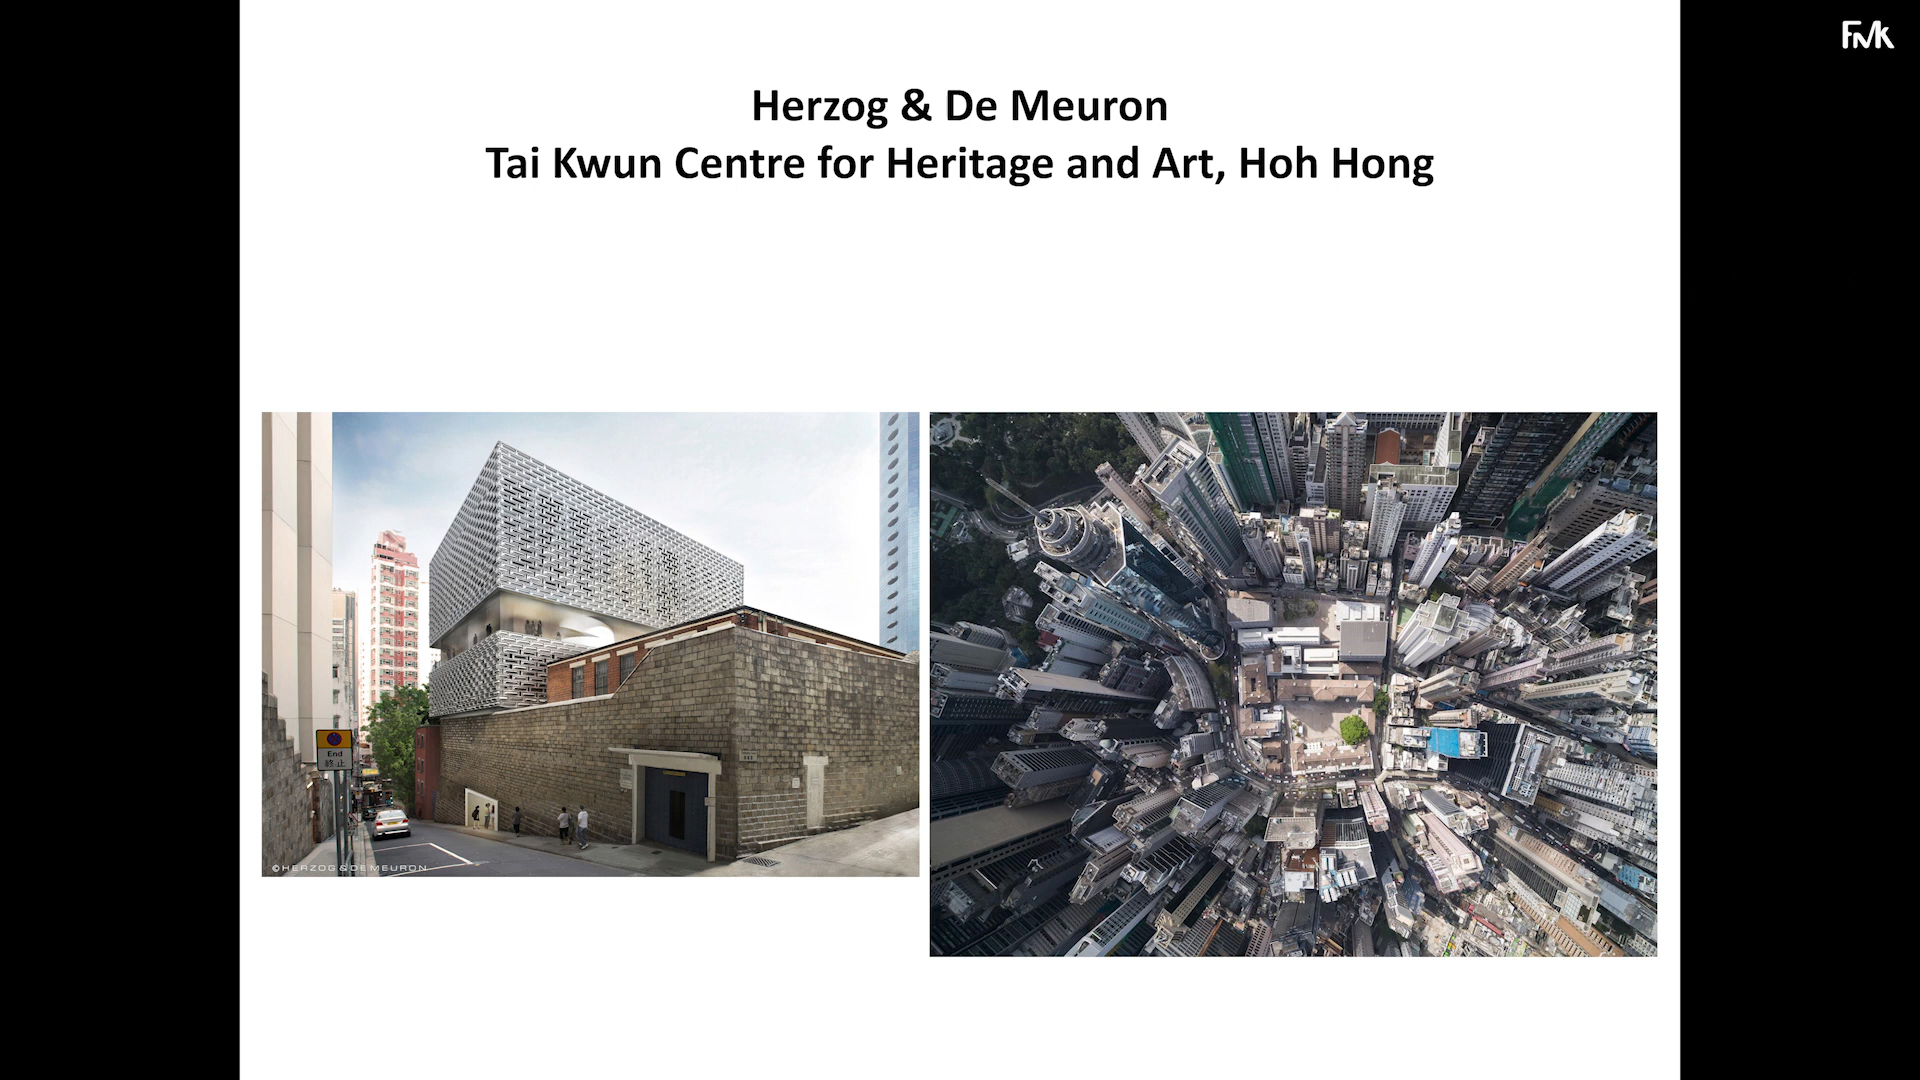 FMk
Herzog & De Meuron
Tai Kwun Centre for Heritage and Art, Hoh Hong
End
終止
©HERZOG & DE MEURON